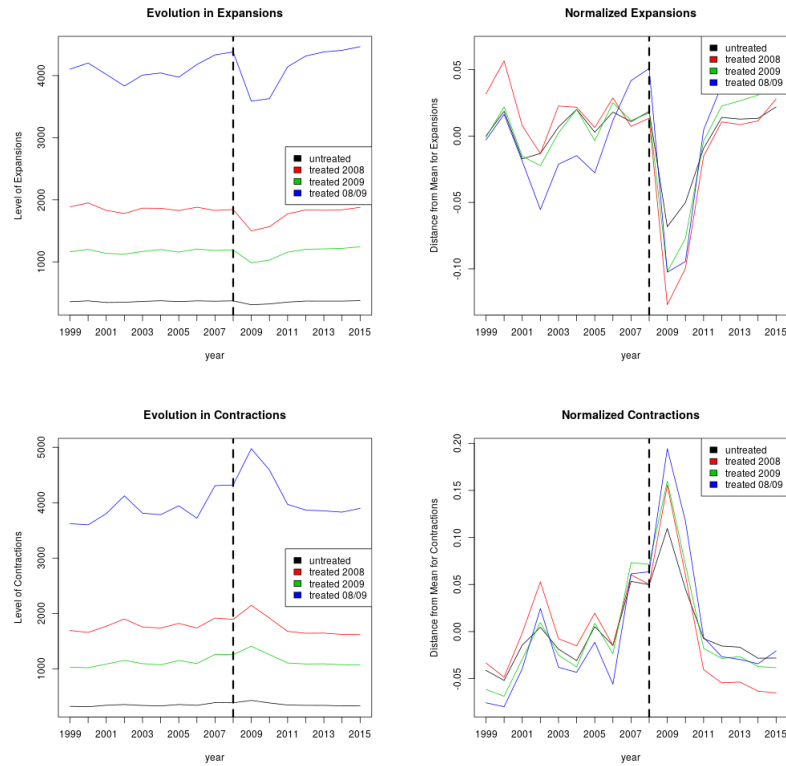 Evolution in Expansions
Level of Expansions
4000
3000
2000
1000
untreated
treated 2008
treated 2009
treated 08/09
1999 2001 2003 2005 2007 2009 2011 2013 2015
year
Normalized Expansions
Distance from Mean for Expansions
0.05
0.00
-0.05
-0.10
untreated
treated 2008
treated 2009
treated 08/09
1999 2001 2003 2005 2007 2009 2011 2013 2015
year
Evolution in Contractions
Level of Contractions
5000
4000
3000
2000
1000
untreated
treated 2008
treated 2009
treated 08/09
1999 2001 2003 2005 2007 2009 2011 2013 2015
year
Normalized Contractions
Distance from Mean for Contractions
0.20
0.15
0.10
0.05
0.00
-0.05
untreated
treated 2008
treated 2009
treated 08/09
1999 2001 2003 2005 2007 2009 2011 2013 2015
year